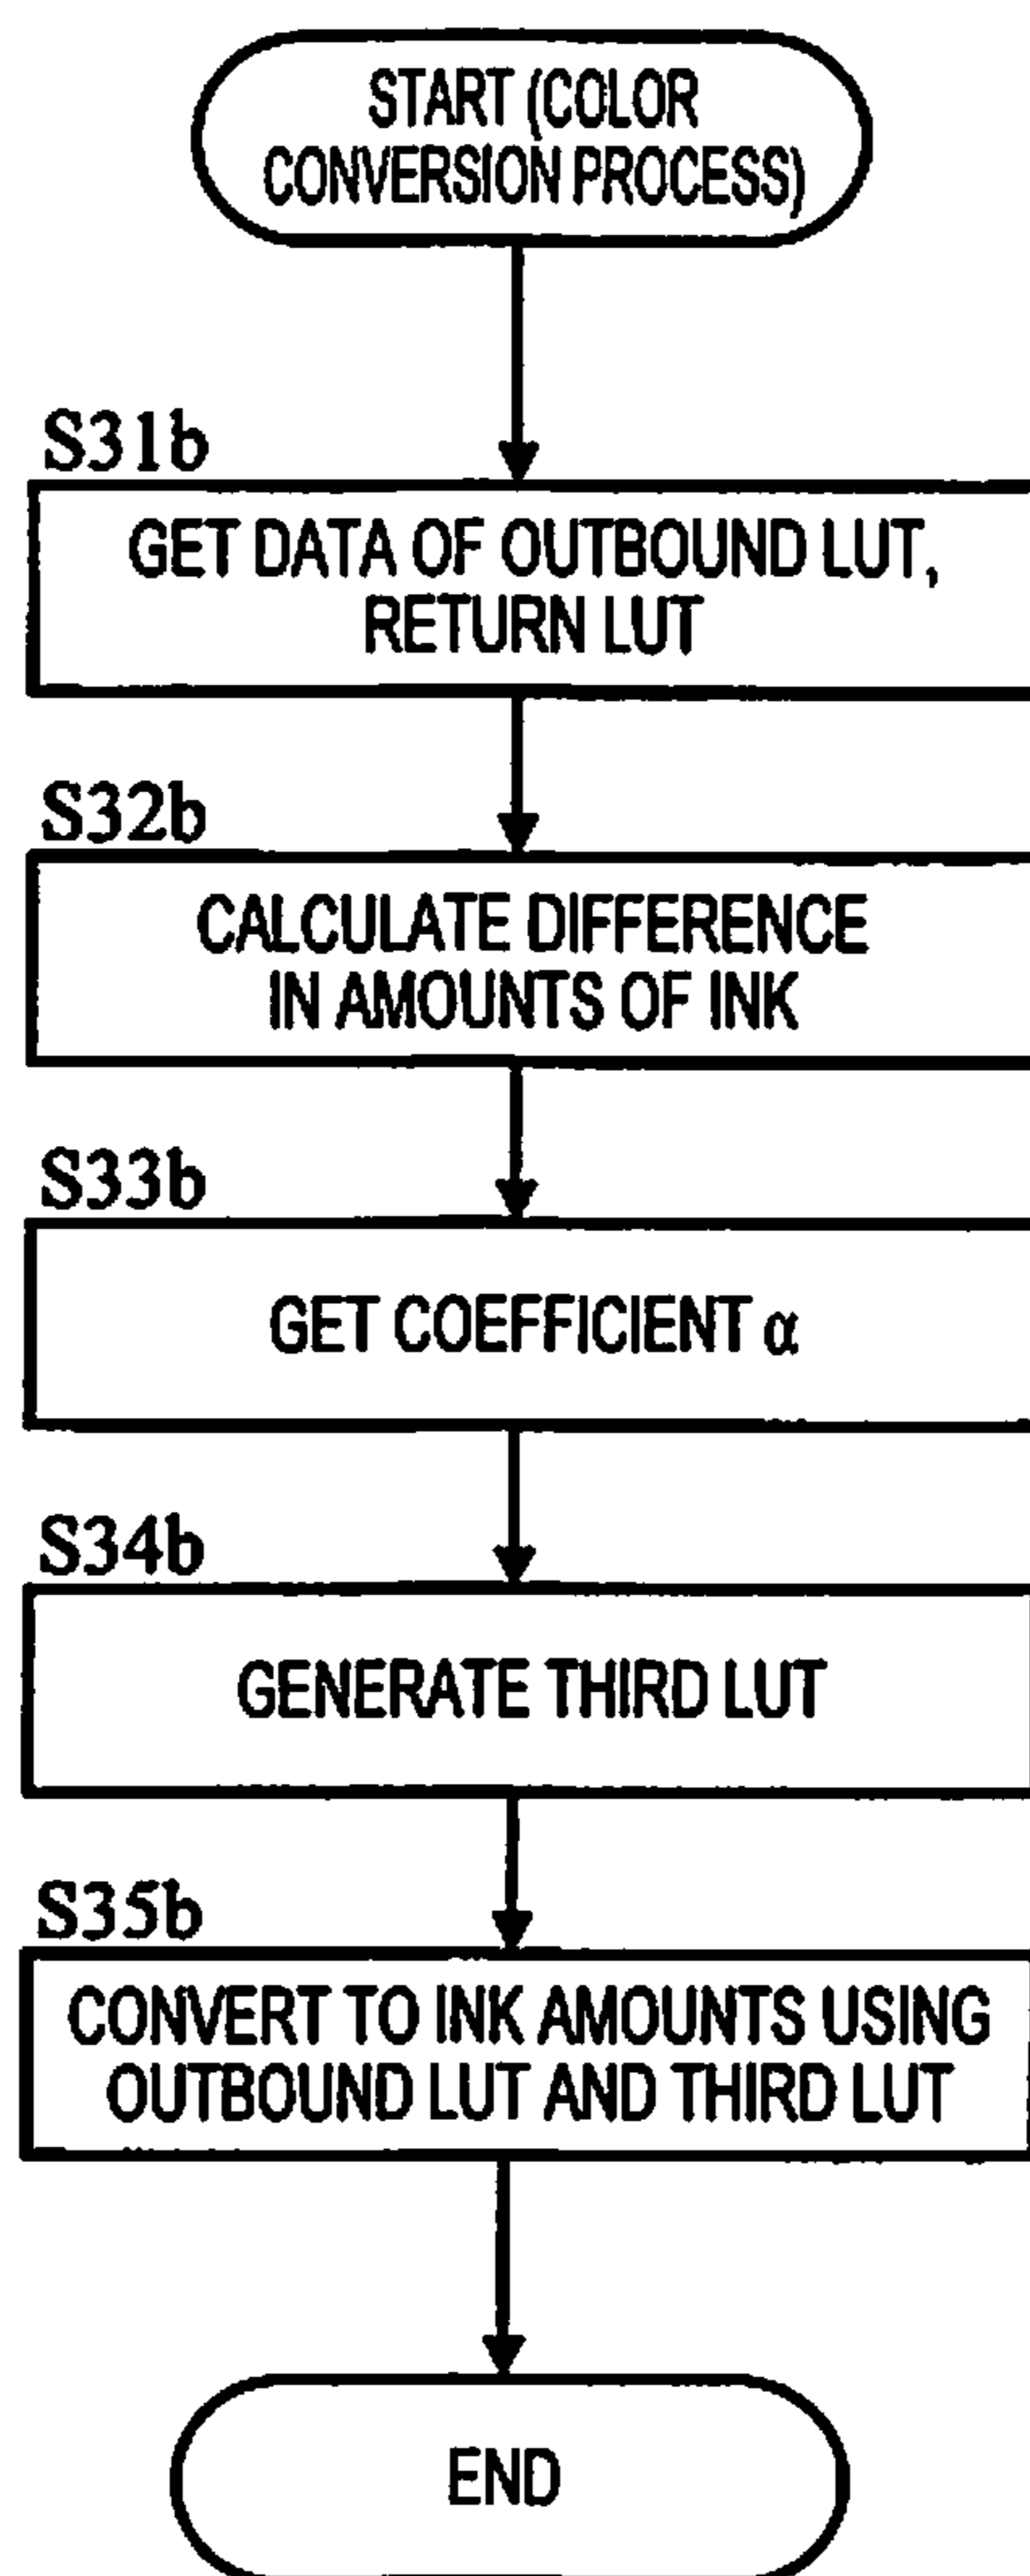 START (COLOR
CONVERSION PROCESS)
S31b
GET DATA OF OUTBOUND LUT,
RETURN LUT
S32b
CALCULATE DIFFERENCE
IN AMOUNTS OF INK
S33b
GET COEFFICIENT α
S34b
GENERATE THIRD LUT
S35b
CONVERT TO INK AMOUNTS USING
OUTBOUND LUT AND THIRD LUT
END